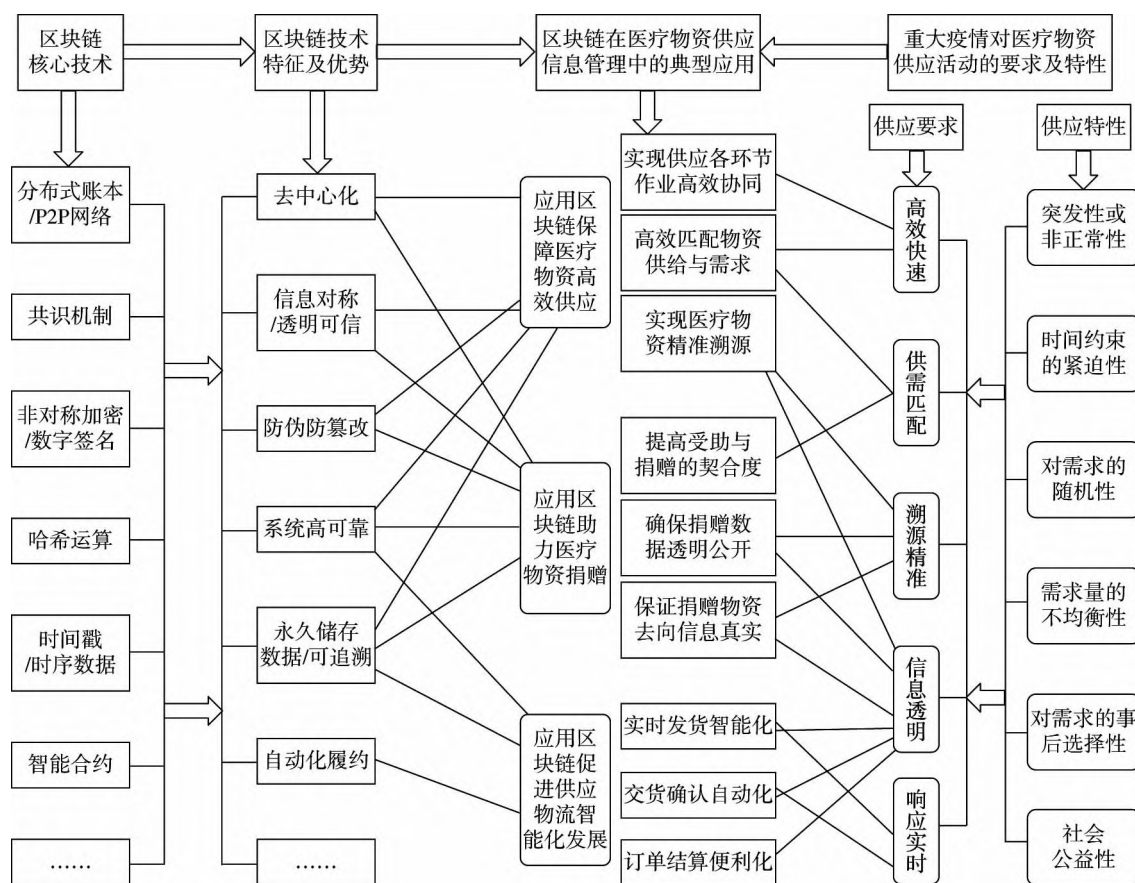 区块链
核心技术
区块链技术
特征及优势
区块链在医疗物资供应
信息管理中的典型应用
重大疫情对医疗物资
供应活动的要求及特性
分布式账本
/P2P网络
共识机制
非对称加密
/数字签名
哈希运算
时间戳
/时序数据
智能合约
……
去中心化
信息对称
/透明可信
防伪防篡改
系统高可靠
永久储存
数据/可追溯
自动化履约
……
应用区
块链保
障医疗
物资高
效供应
应用区
块链助
力医疗
物资捐赠
应用区
块链促
进供应
物流智
能化发展
实现供应各环节
作业高效协同
高效匹配物资
供给与需求
实现医疗物
资精准溯源
提高受助与
捐赠的契合度
确保捐赠数
据透明公开
保证捐赠物资
去向信息真实
实时发货智能化
交货确认自动化
订单结算便利化
供应要求
高效快速
供需匹配
溯源精准
信息透明
响应实时
供应特性
突发性或
非正常性
时间约束
的紧迫性
对需求的
随机性
需求量的
不均衡性
对需求的事
后选择性
社会
公益性